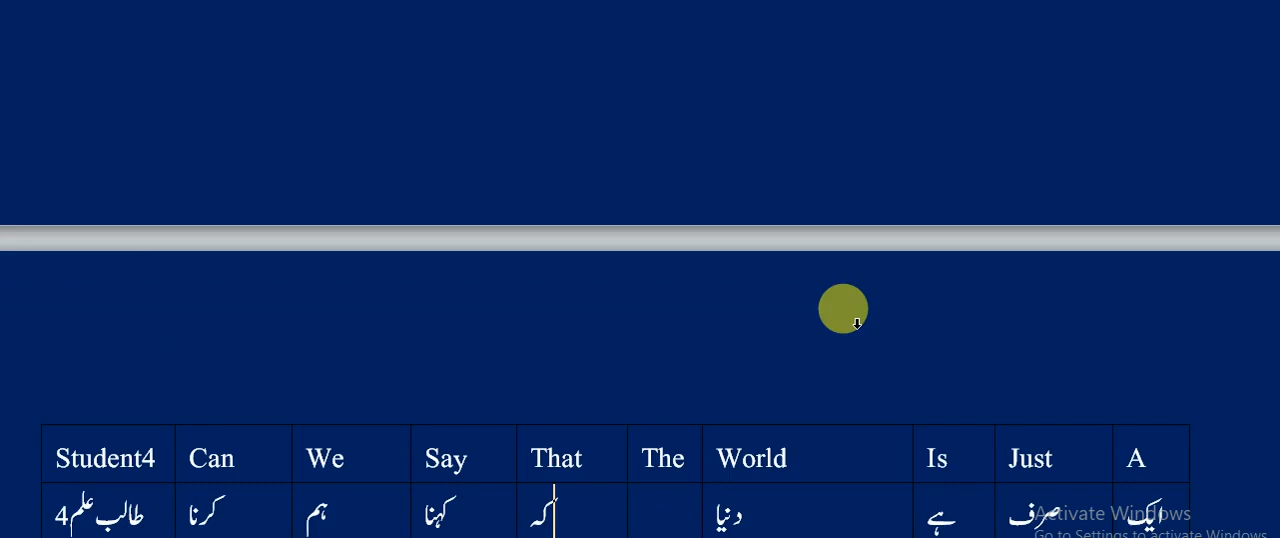 Student4 Can We Say That The World Is Just A
طالب علم4 کرنا ہم کہنا کہ دنیا ہے صرف ایک
Activate Windows
Go to Settings to activate Windows.